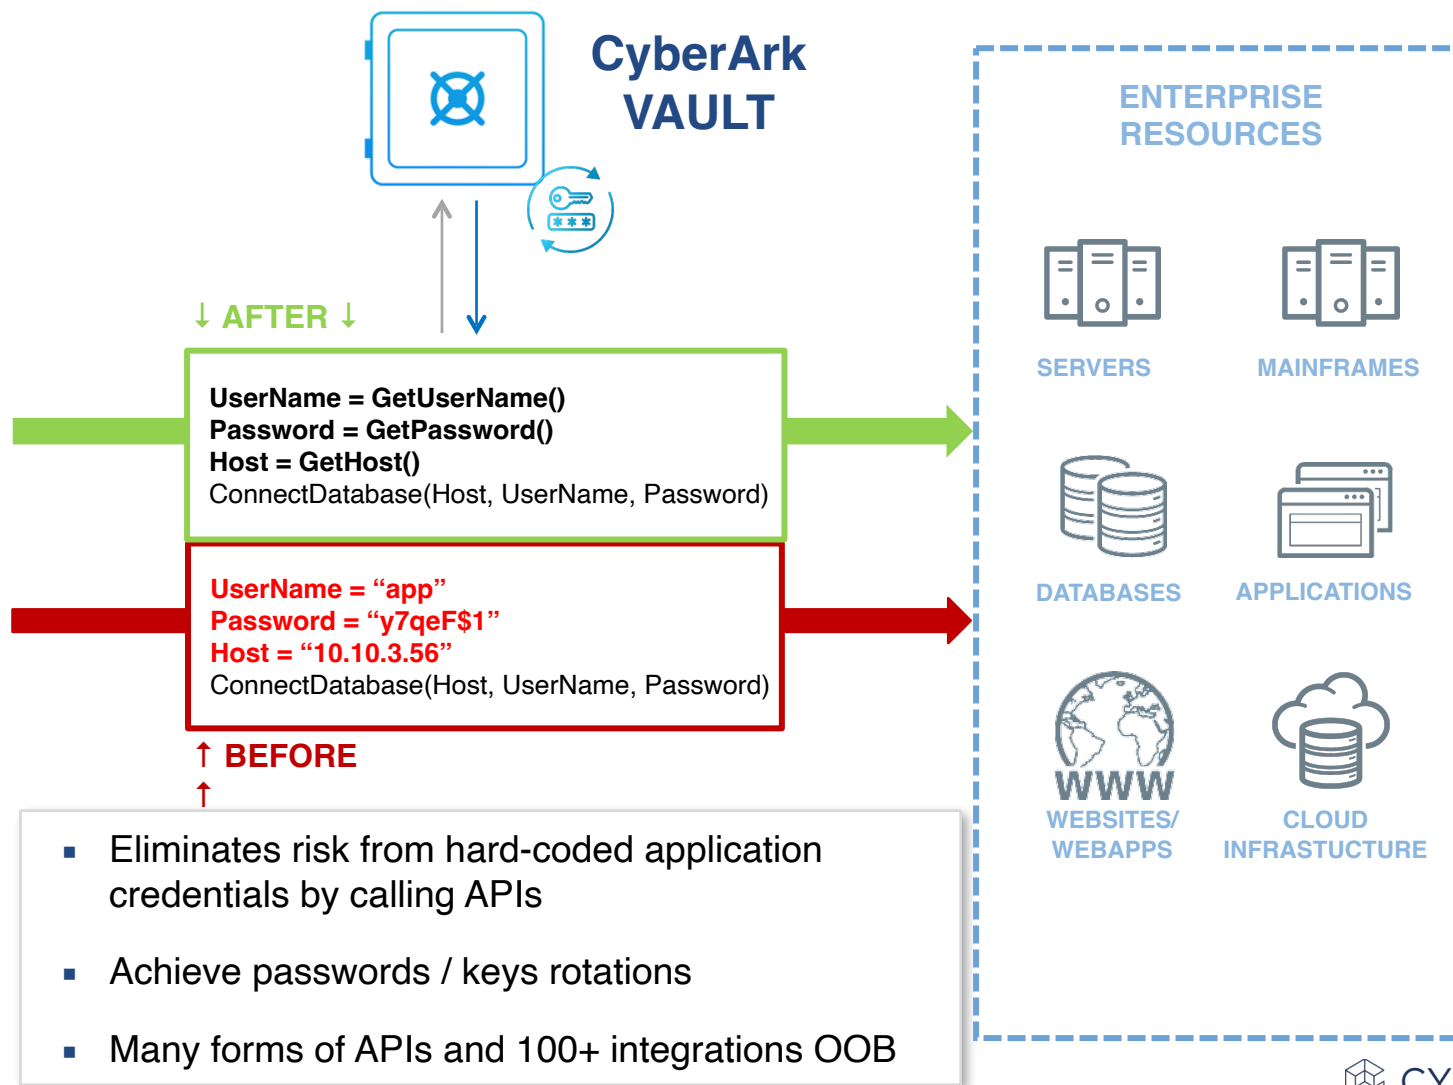 CyberArk
VAULT
ENTERPRISE
RESOURCES
***
↓ AFTER ↓
UserName = GetUserName()
Password = GetPassword()
Host = GetHost()
ConnectDatabase(Host, UserName, Password)
UserName = “app”
Password = “y7qeF$1”
Host = “10.10.3.56”
ConnectDatabase(Host, UserName, Password)
↑ BEFORE
↑
SERVERS
MAINFRAMES
DATABASES
APPLICATIONS
WWW
WEBSITES/
WEBAPPS
CLOUD
INFRASTUCTURE
▪ Eliminates risk from hard-coded application
credentials by calling APIs
▪ Achieve passwords / keys rotations
▪ Many forms of APIs and 100+ integrations OOB